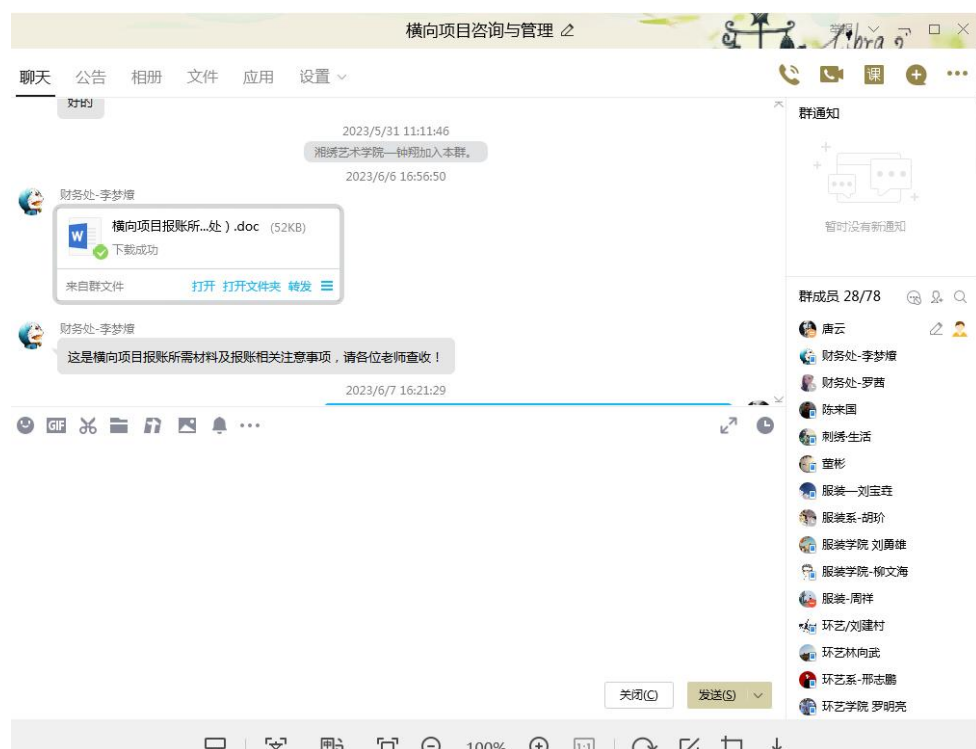 横向项目咨询与管理
聊天 公告 相册 文件 应用 设置
课
好的
2023/5/31 11:11:46
湘绣艺术学院—钟翔加入本群。
2023/6/6 16:56:50
财务处-李梦㜣
横向项目报账所...处）.doc (52KB)
下载成功
来自群文件 打开 打开文件夹 转发
财务处-李梦㜣
这是横向项目报账所需材料及报账相关注意事项，请各位老师查收！
2023/6/7 16:21:29
GIF
关闭(C) 发送(S)
群通知
暂时没有新通知
群成员 28/78
唐云
财务处-李梦㜣
财务处-罗茜
陈来国
刺绣·生活
董彬
服装—刘宝垚
服装系-胡玠
服装学院 刘勇雄
服装学院-柳文海
服装-周祥
环艺/刘建村
环艺林向武
环艺系-邢志鹏
环艺学院 罗明亮
100% 1:1